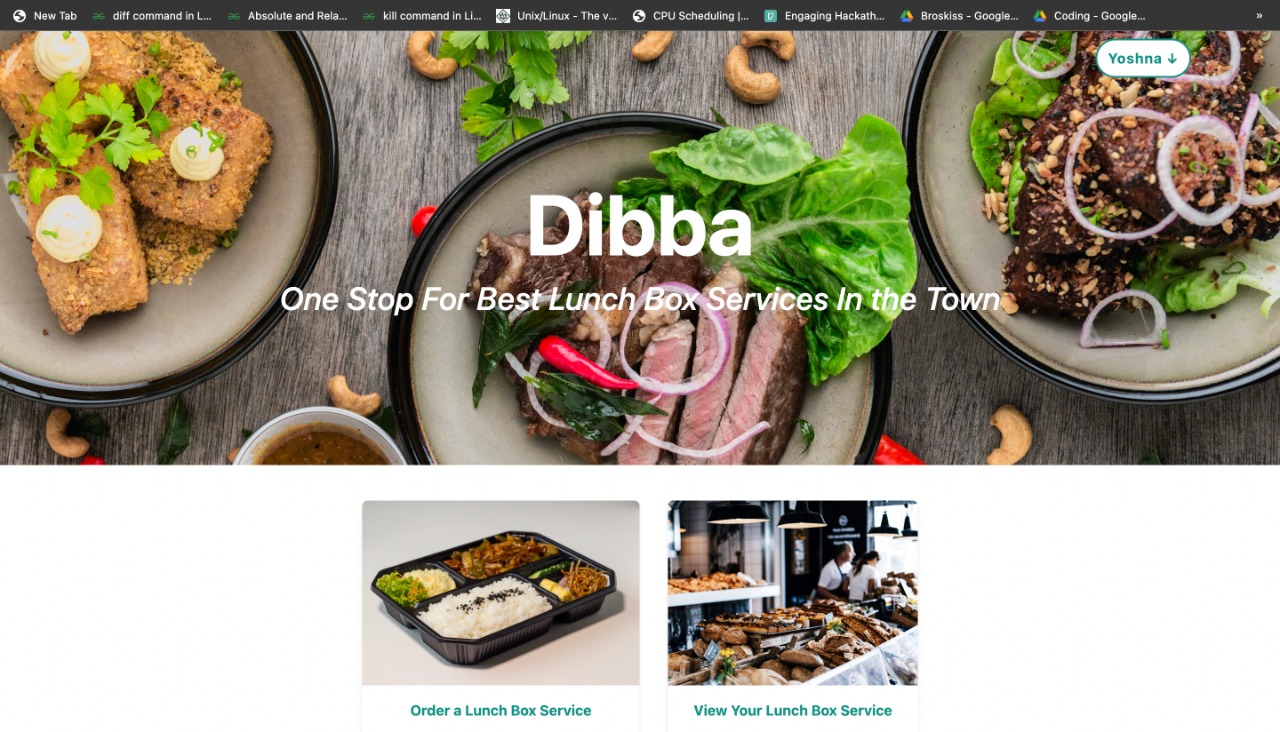 New Tab
diff command in L...
Absolute and Rela...
kill command in Li...
Unix/Linux - The v...
CPU Scheduling |...
Engaging Hackath...
Broskiss - Google...
Coding - Google...
»
Yoshna ↓
Dibba
One Stop For Best Lunch Box Services In the Town
Order a Lunch Box Service
View Your Lunch Box Service